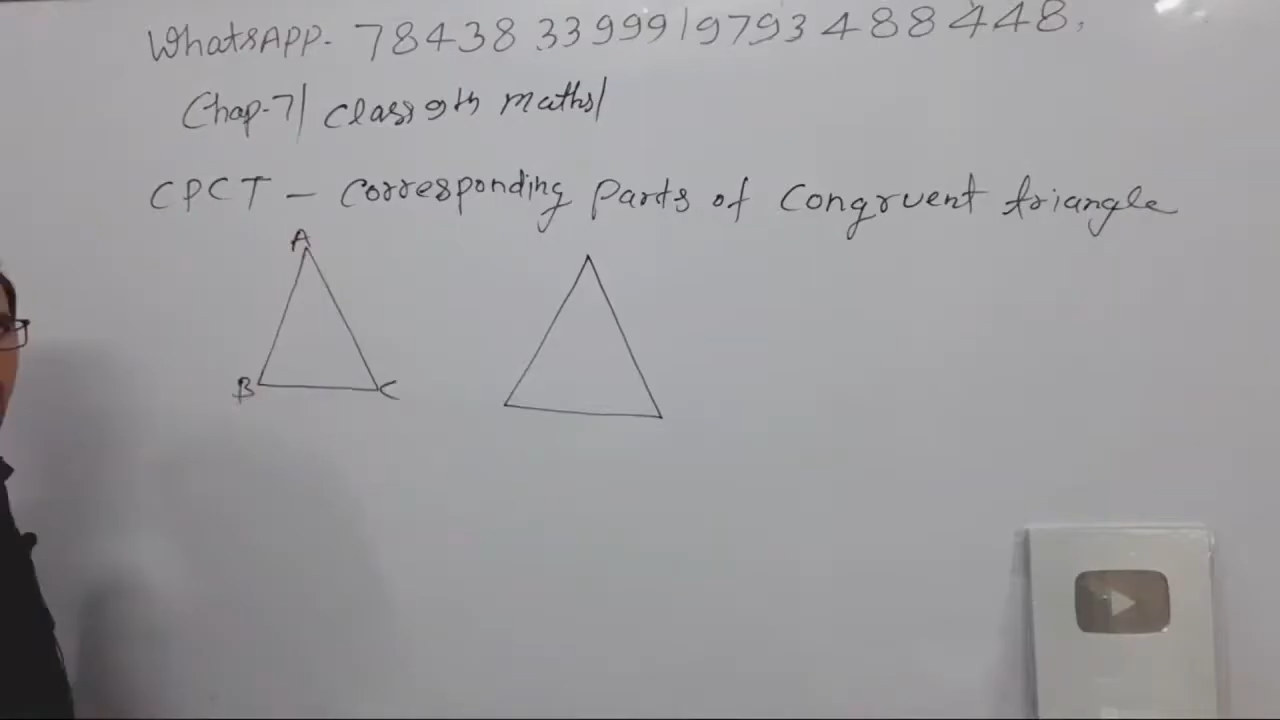 WhatsAPP. 78438 33999/9793488448,
Chap-7/ Class 9th maths/
CPCT - Corresponding Parts of Congruent triangle
A
B C